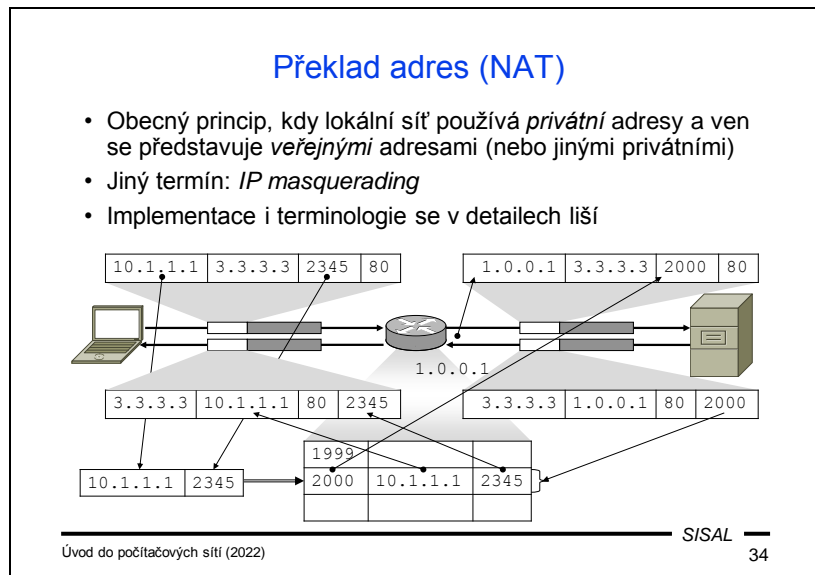 Překlad adres (NAT)
• Obecný princip, kdy lokální síť používá privátní adresy a ven
se představuje veřejnými adresami (nebo jinými privátními)
• Jiný termín: IP masquerading
• Implementace i terminologie se v detailech liší
10.1.1.1 3.3.3.3 2345 80
1.0.0.1 3.3.3.3 2000 80
1.0.0.1
3.3.3.3 10.1.1.1 80 2345
3.3.3.3 1.0.0.1 80 2000
1999
10.1.1.1 2345
2000 10.1.1.1 2345
SISAL
Úvod do počítačových sítí (2022)
34